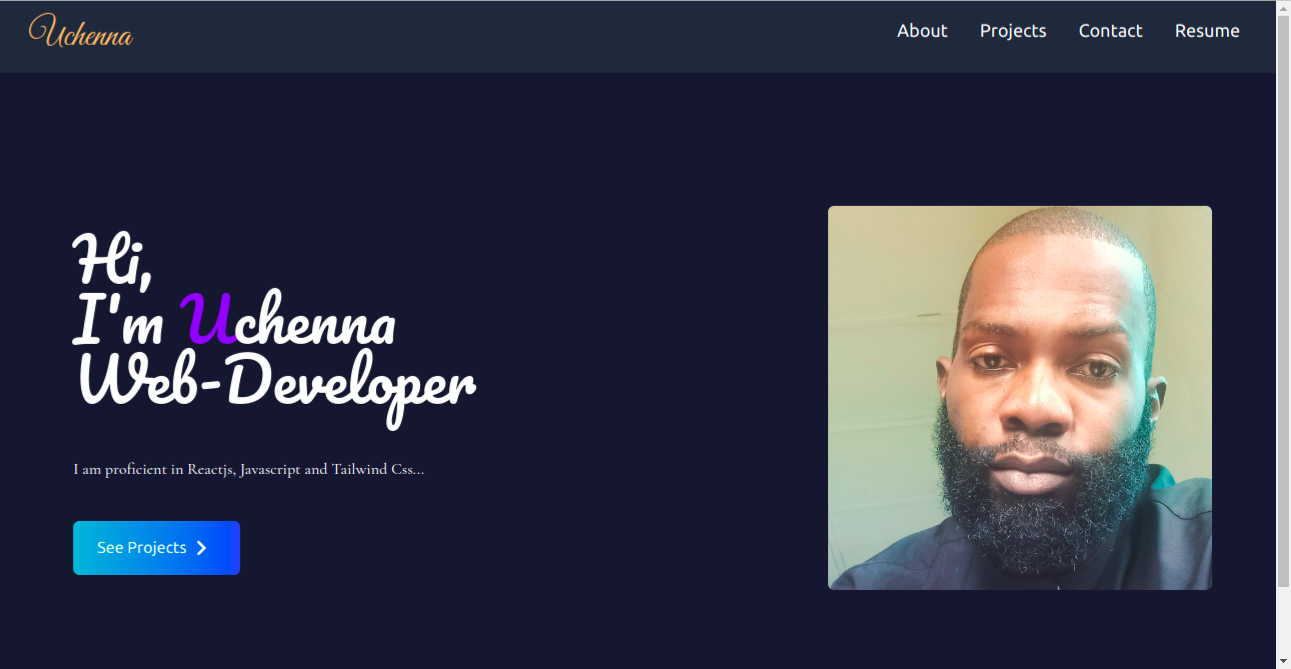 Uchenna
About
Projects
Contact
Resume
Hi,
I'm Uchenna
Web-Developer
I am proficient in Reactjs, Javascript and Tailwind Css...
See Projects